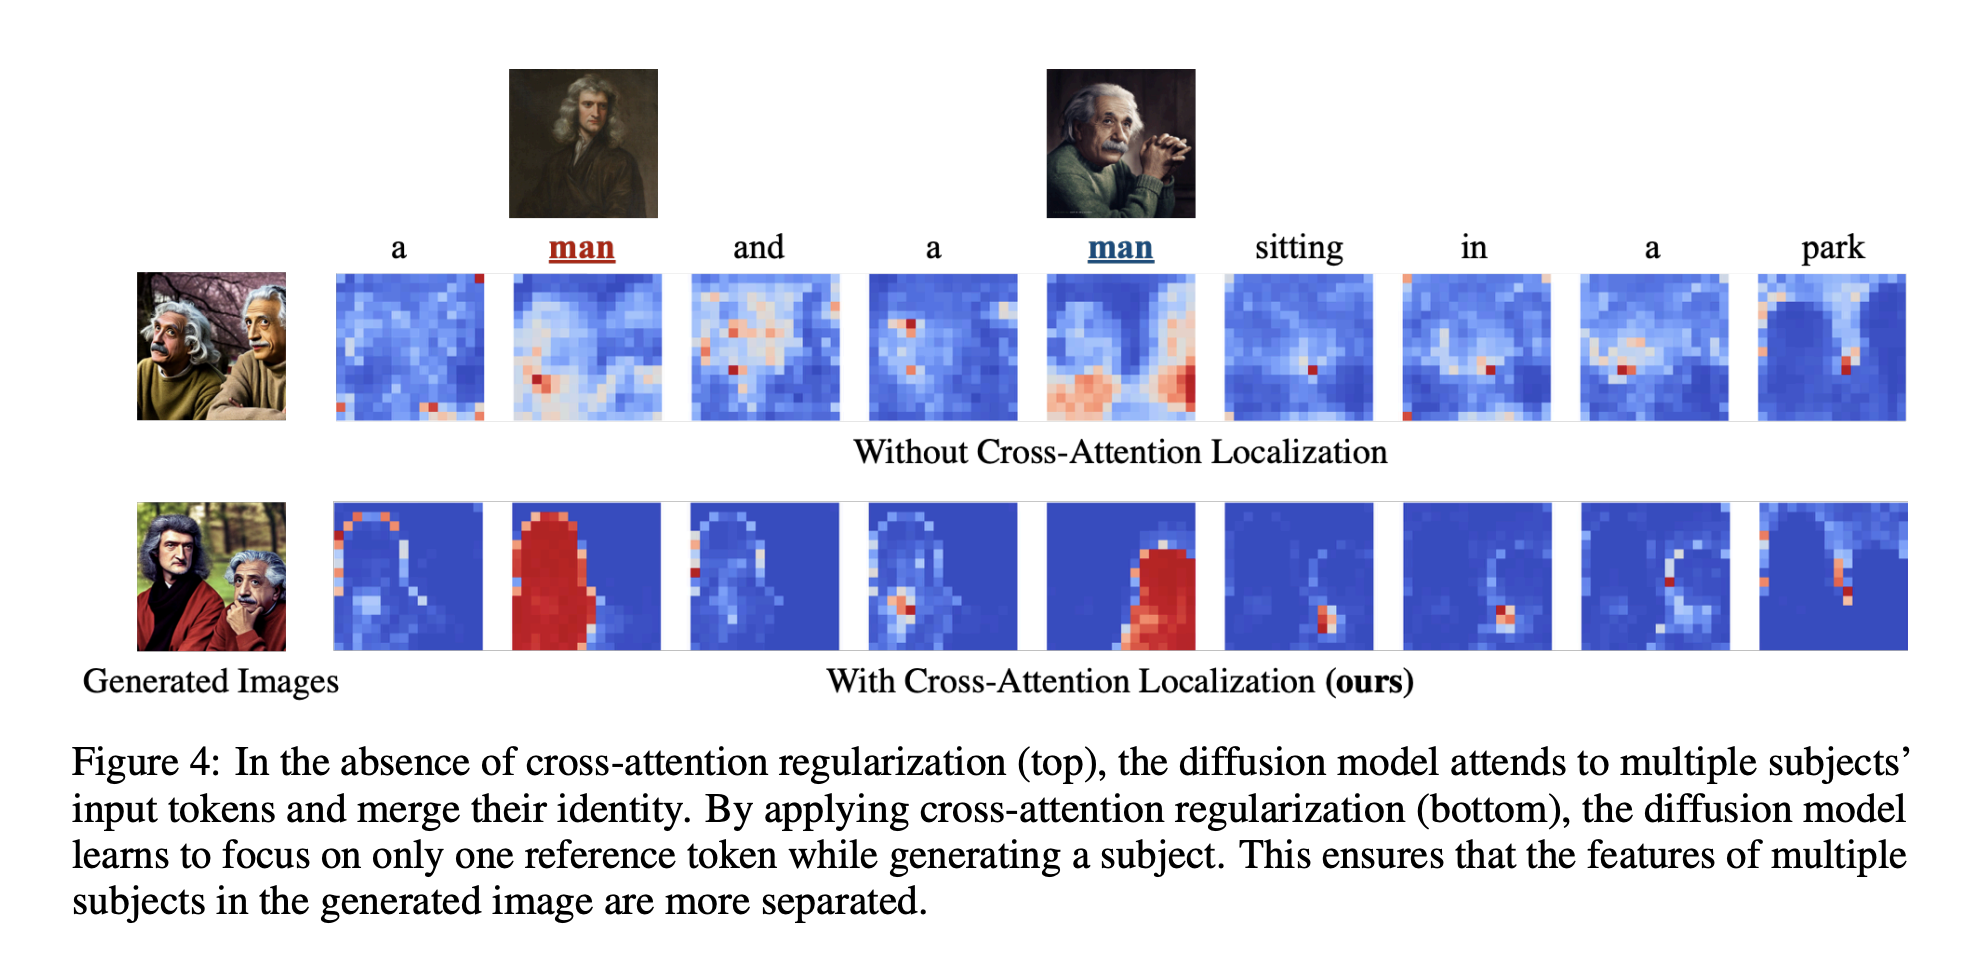 a man and a man sitting in a park
Without Cross-Attention Localization
Generated Images
With Cross-Attention Localization (ours)
Figure 4: In the absence of cross-attention regularization (top), the diffusion model attends to multiple subjects’
input tokens and merge their identity. By applying cross-attention regularization (bottom), the diffusion model
learns to focus on only one reference token while generating a subject. This ensures that the features of multiple
subjects in the generated image are more separated.